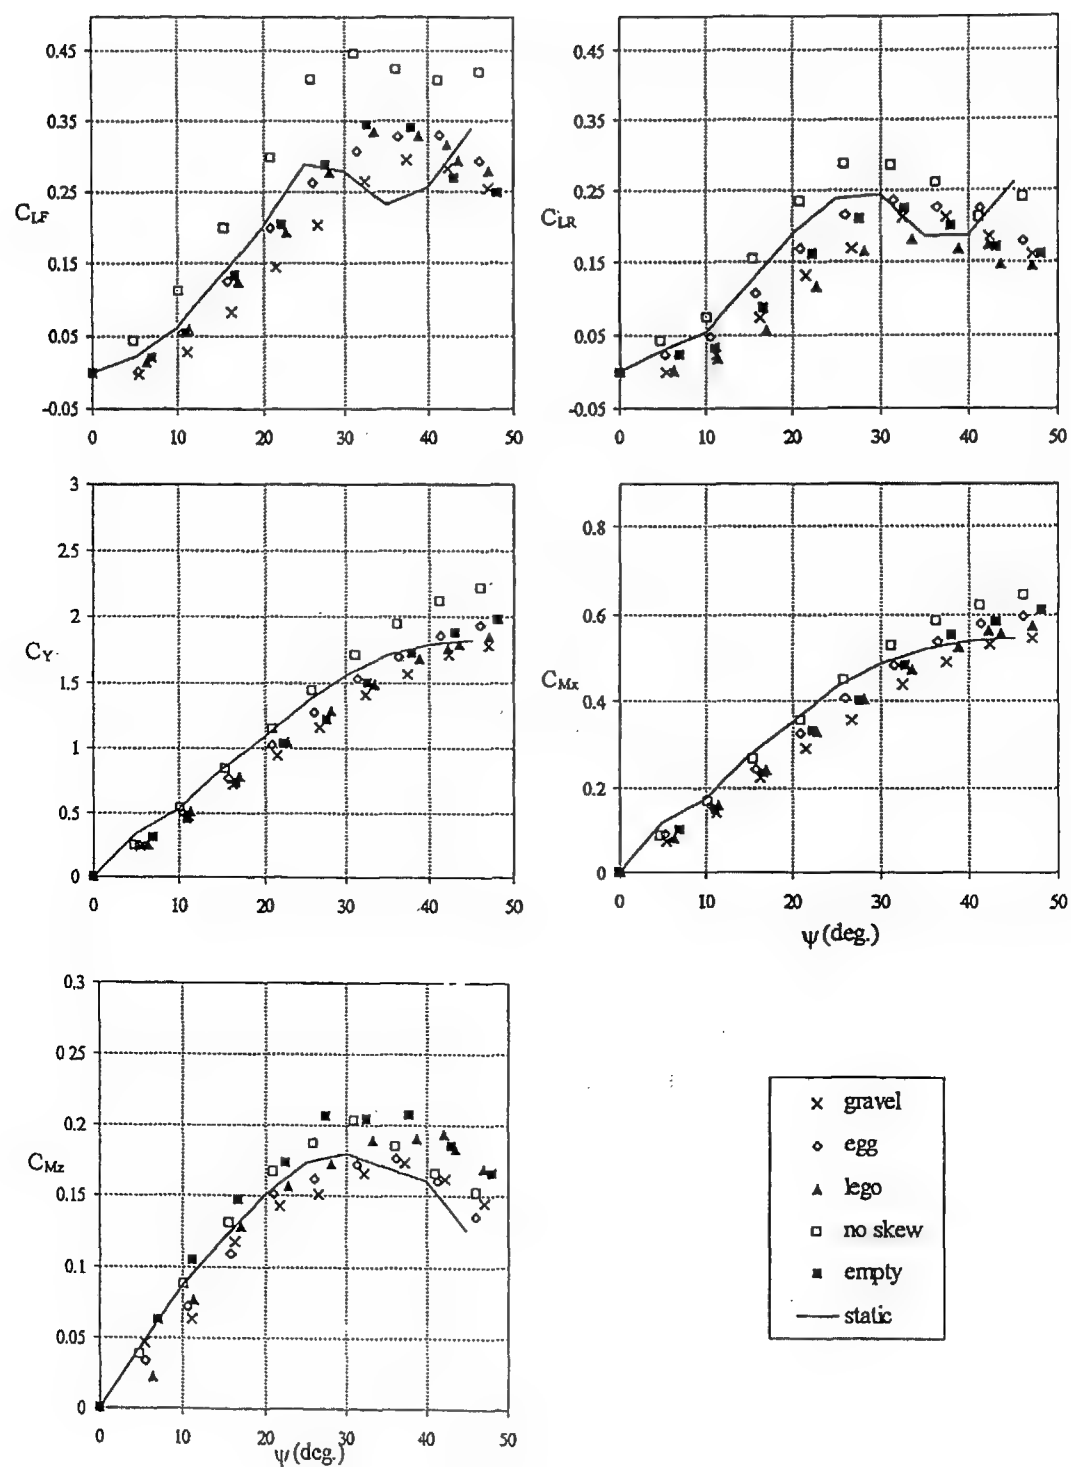 C_LF
0.45
0.35
0.25
0.15
0.05
-0.05
0 10 20 30 40 50
C_LR
0.45
0.35
0.25
0.15
0.05
-0.05
0 10 20 30 40 50
C_Y
3
2.5
2
1.5
1
0.5
0
0 10 20 30 40 50
C_Mx
0.8
0.6
0.4
0.2
0
0 10 20 30 40 50
ψ (deg.)
C_Mz
0.3
0.25
0.2
0.15
0.1
0.05
0
0 10 20 30 40 50
ψ (deg.)
gravel
egg
lego
no skew
empty
static